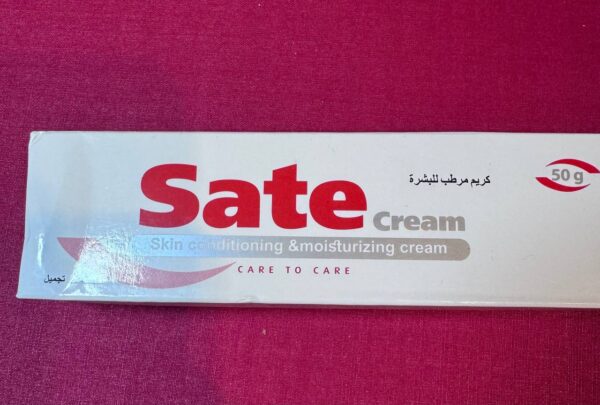 Sate Cream
كريم مرطب للبشرة
50 g
Skin conditioning &moisturizing cream
CARE TO CARE
تجميل